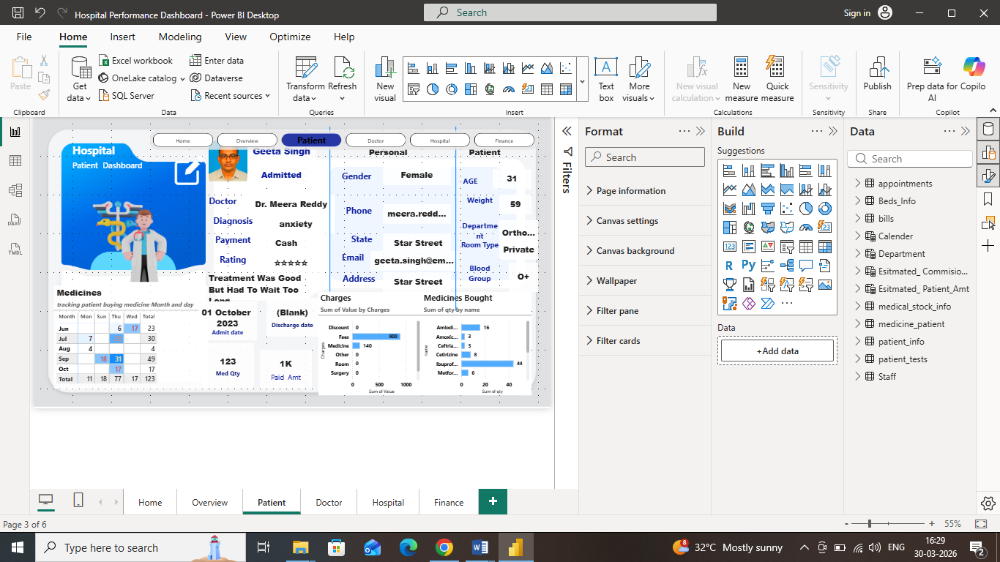 Hospital Performance Dashboard - Power BI Desktop
Search
Sign in
File Home Insert Modeling View Optimize Help
Paste
Clipboard
Get data
Excel workbook
OneLake catalog
SQL Server
Enter data
Dataverse
Recent sources
Data
Transform data
Refresh
Queries
New visual
Text box
More visuals
Insert
New visual calculation
New measure
Quick measure
Calculations
Sensitivity
Sensitivity
Publish
Share
Prep data for AI
Copilo
Copilot
Home Overview Patient Doctor Hospital Finance
Hospital
Patient Dashboard
Geeta Singh
Admitted
Doctor Dr. Meera Reddy
Diagnosis anxiety
Payment Cash
Rating ☆☆☆☆☆
Treatment Was Good
But Had To Wait Too
Long
Personal
Gender Female
Phone meera.redd...
State Star Street
Email geeta.singh@em...
Address Star Street
Patient
AGE 31
Weight 59
Departme
nt Ortho...
Room Type Private
Blood
Group O+
Medicines
tracking patient buying medicine Month and day
Month Mon Sun Thu Wed Total
Jun 6 17 23
Jul 7 30
Aug 4 4
Sep 18 31 49
Oct 17 17
Total 11 18 77 17 123
01 October
2023
Admit date
(Blank)
Discharge date
123
Med Qty
1K
Paid Amt
Charges
Sum of Value by Charges
Charges
Discount 0
Fees 900
Medicine 140
Other 0
Room 0
Surgery 0
0 500 1000
Sum of Value
Medicines Bought
Sum of qty by name
name
Amlodi... 16
Amoxic... 3
Ceftria... 3
Cetirizine 8
Ibuprof... 44
Metfor... 6
0 20 40
Sum of qty
Filters
Format
Search
Page information
Canvas settings
Canvas background
Wallpaper
Filter pane
Filter cards
Build
Suggestions
R Py
123
Data
+Add data
Data
Search
appointments
Beds_Info
bills
Calender
Department
Esitmated_ Commisio...
Esitmated_ Patient_Amt
medical_stock_info
medicine_patient
patient_info
patient_tests
Staff
DAX
TMDL
Home Overview Patient Doctor Hospital Finance +
Page 3 of 6
- + 55%
Type here to search
8
32°C Mostly sunny
ENG
16:29
30-03-2026
2